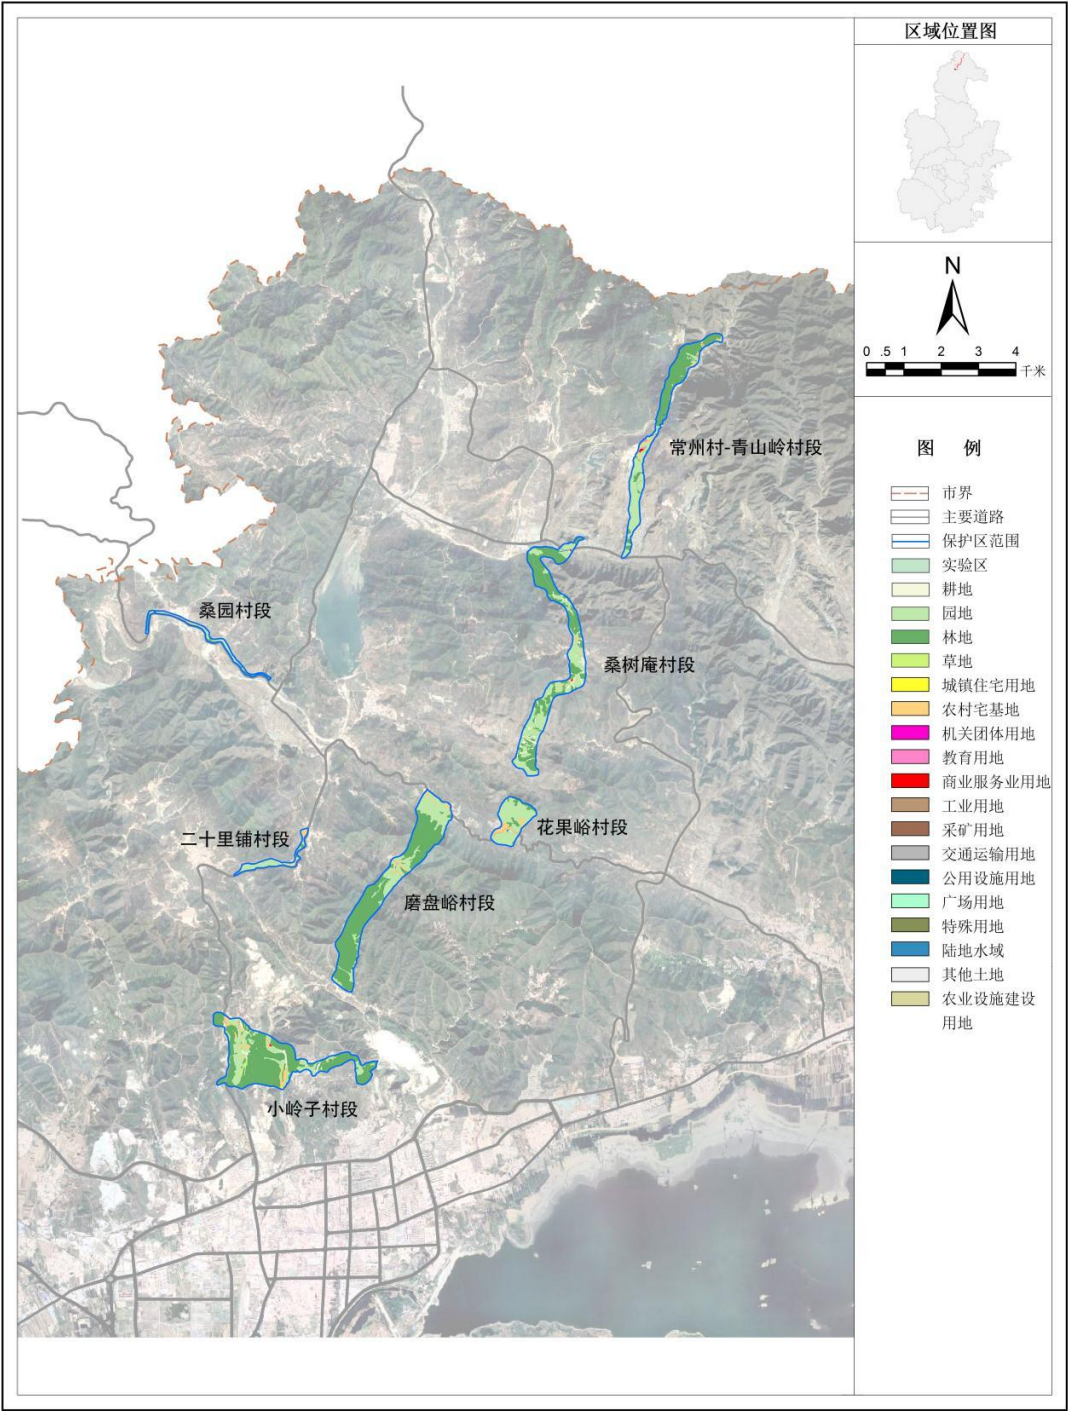 区域位置图
N
0 .5 1 2 3 4
千米
常州村-青山岭村段
图 例
市界
主要道路
保护区范围
实验区
耕地
园地
林地
草地
城镇住宅用地
农村宅基地
机关团体用地
教育用地
商业服务业用地
工业用地
采矿用地
交通运输用地
公用设施用地
广场用地
特殊用地
陆地水域
其他土地
农业设施建设
用地
桑园村段
桑树庵村段
二十里铺村段
花果峪村段
磨盘峪村段
小岭子村段